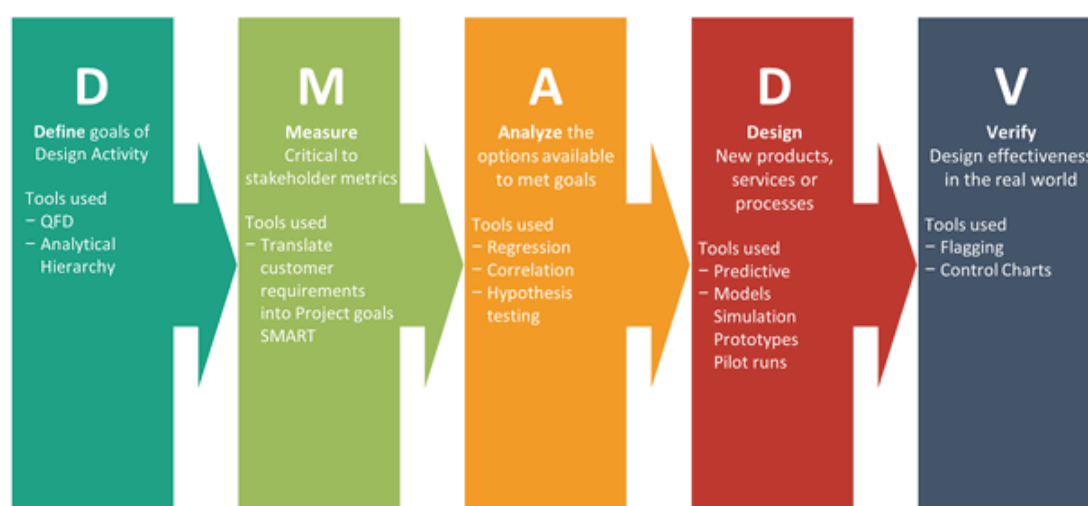 D
Define goals of
Design Activity
Tools used
– QFD
– Analytical
Hierarchy
M
Measure
Critical to
stakeholder metrics
Tools used
– Translate
customer
requirements
into Project goals
SMART
A
Analyze the
options available
to met goals
Tools used
– Regression
– Correlation
– Hypothesis
testing
D
Design
New products,
services or
processes
Tools used
– Predictive
– Models
Simulation
Prototypes
Pilot runs
V
Verify
Design effectiveness
in the real world
Tools used
– Flagging
– Control Charts